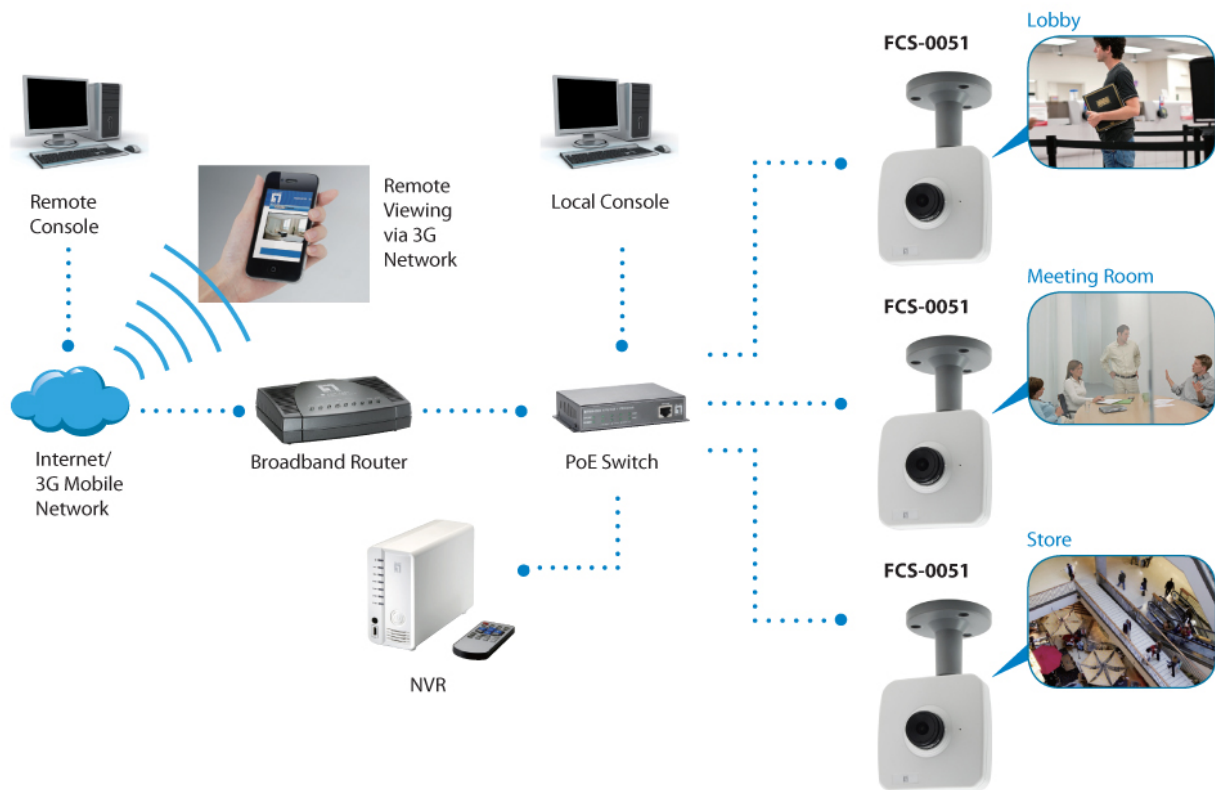 Lobby
FCS-0051
Remote
Console
Remote
Viewing
via 3G
Network
Local Console
Meeting Room
FCS-0051
Internet/
3G Mobile
Network
Broadband Router
PoE Switch
Store
FCS-0051
NVR